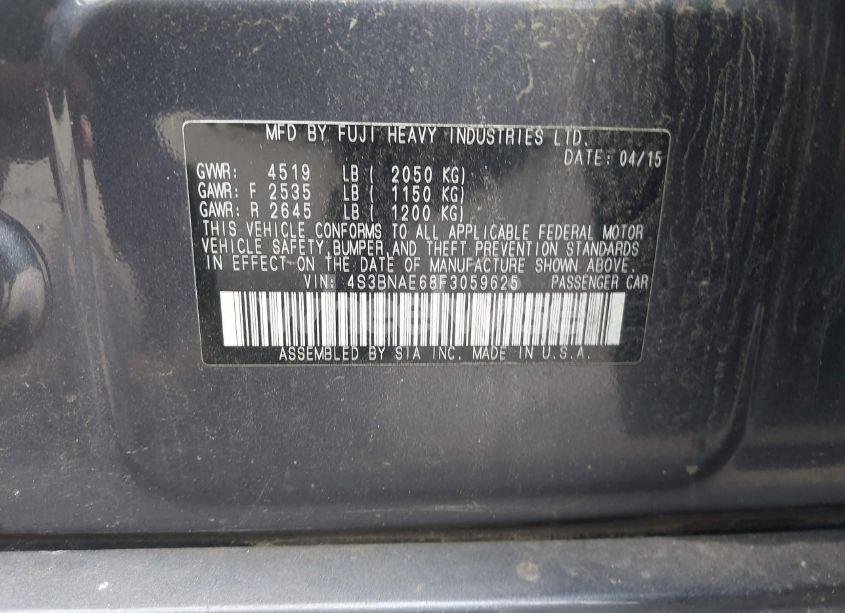 MFD BY FUJI HEAVY INDUSTRIES LTD.
DATE: 04/15
GVWR: 4519 LB ( 2050 KG)
GAWR: F 2535 LB ( 1150 KG)
GAWR: R 2645 LB ( 1200 KG)
THIS VEHICLE CONFORMS TO ALL APPLICABLE FEDERAL MOTOR
VEHICLE SAFETY,BUMPER,AND THEFT PREVENTION STANDARDS
IN EFFECT ON THE DATE OF MANUFACTURE SHOWN ABOVE.
VIN: 4S3BNAE68F3059625 PASSENGER CAR
ASSEMBLED BY SIA INC. MADE IN U.S.A.